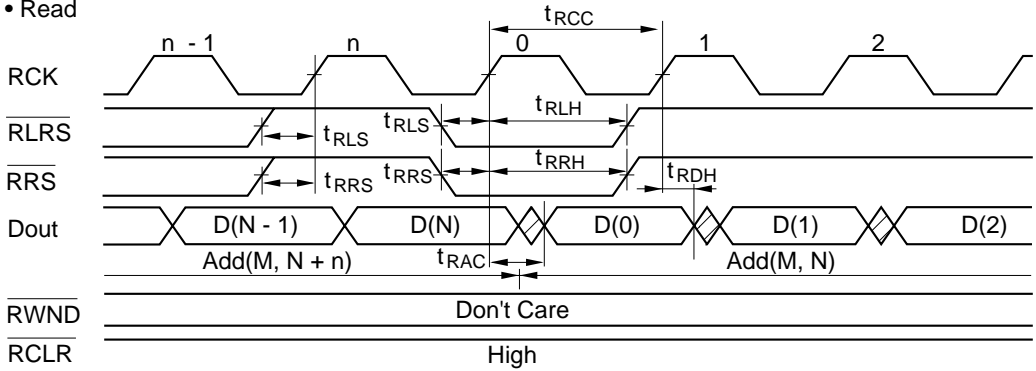 • Read
tRCC
n - 1 n 0 1 2
RCK
RLRS
tRLS tRLS tRLH
RRS
tRRS tRRS tRRH tRDH
Dout D(N - 1) D(N) D(0) D(1) D(2)
Add(M, N + n) tRAC Add(M, N)
RWND Don't Care
RCLR High